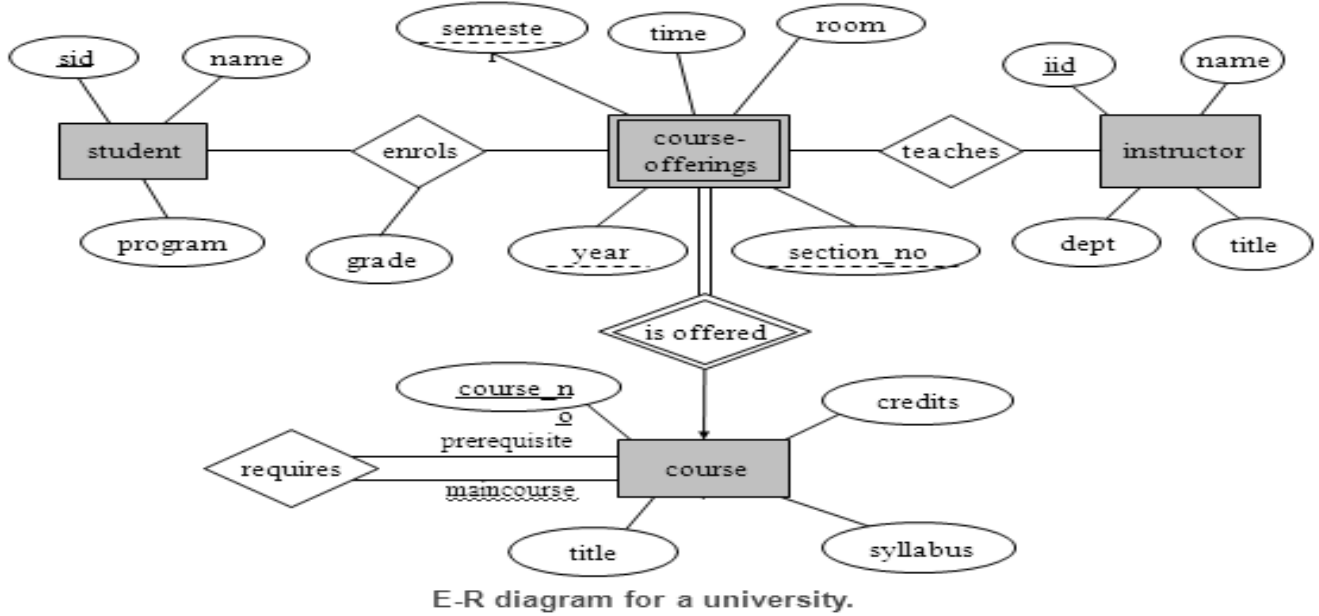 semeste
r
time
room
sid
name
iid
name
student
enrols
course-
offerings
teaches
instructor
program
grade
year
section_no
dept
title
is offered
course_n
o
credits
prerequisite
requires
course
maincourse
title
syllabus
E-R diagram for a university.